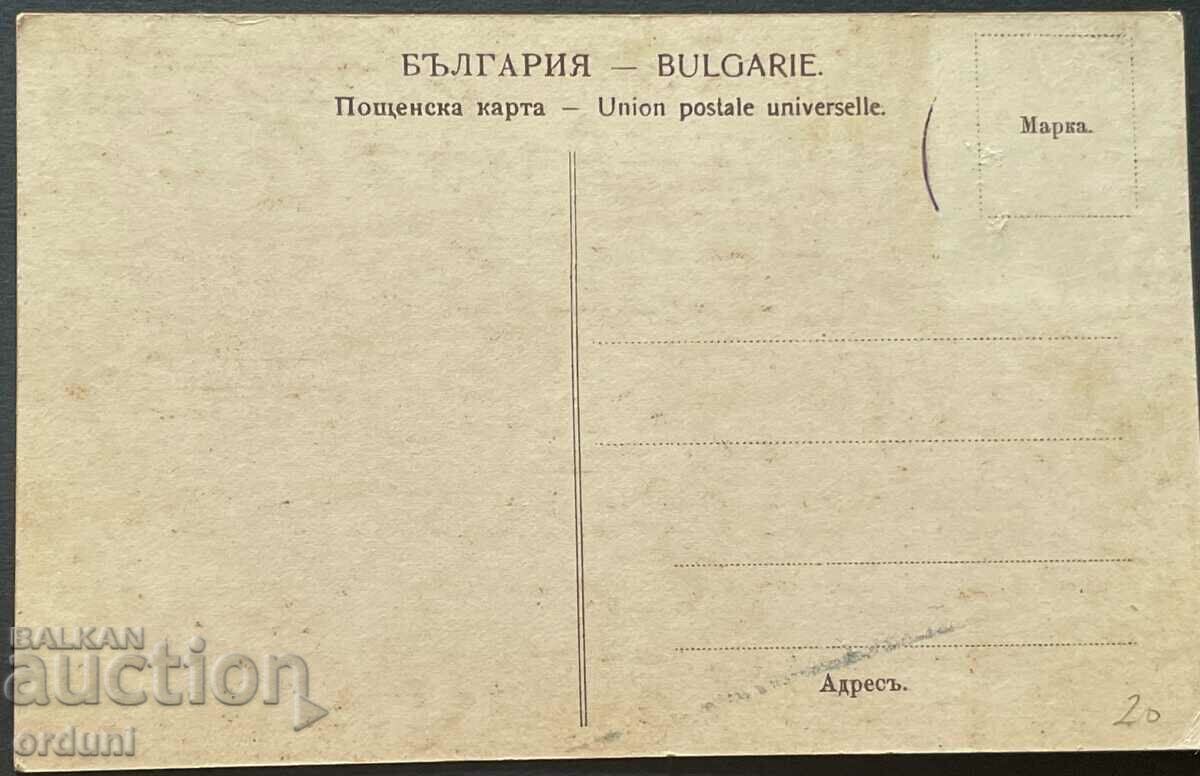 БЪЛГАРИЯ — BULGARIE.
Пощенска карта — Union postale universelle.
Марка.
Адресъ.
20
BALKAN
auction
orduni